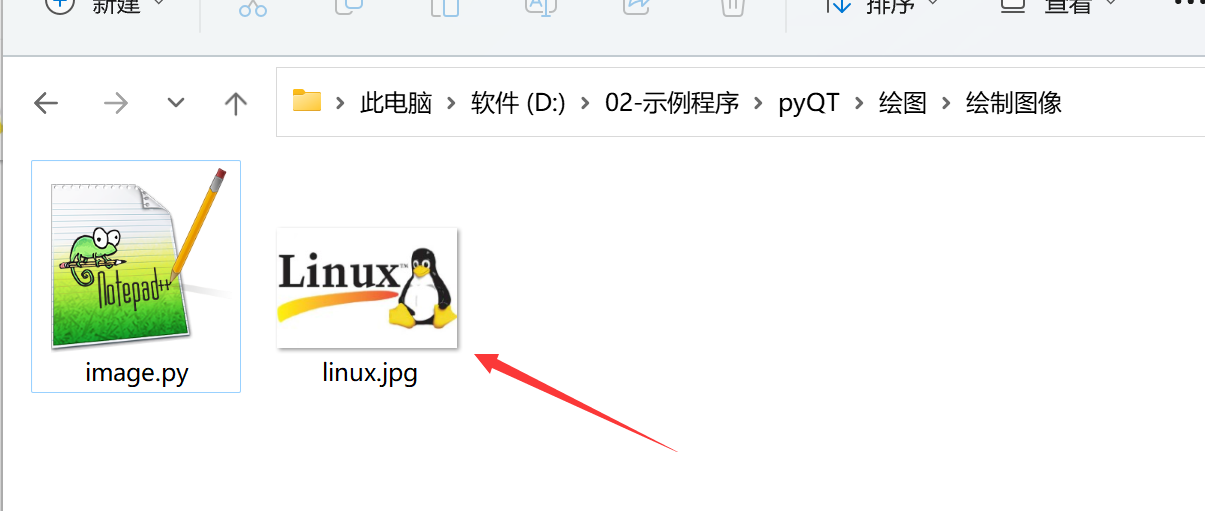 新建 排序 查看
此电脑 > 软件 (D:) > 02-示例程序 > pyQT > 绘图 > 绘制图像
Notepad++
Linux™
image.py
linux.jpg